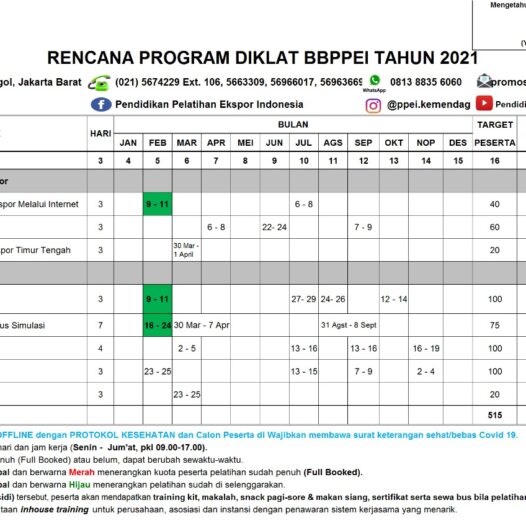 Mengetahu
(Y
RENCANA PROGRAM DIKLAT BBPPEI TAHUN 2021
gol, Jakarta Barat (021) 5674229 Ext. 106, 5663309, 56966017, 56963669 WhatsApp 0813 8835 6060 promos
Pendidikan Pelatihan Ekspor Indonesia @ppei.kemendag Pendidi
HARI BULAN TARGET
JAN FEB MAR APR MEI JUN JUL AGS SEP OKT NOP DES PESERTA
3 4 5 6 7 8 9 10 11 12 13 14 15 16
or
spor Melalui Internet 3 9 - 11 6 - 8 40
3 6 - 8 22- 24 7 - 9 60
spor Timur Tengah 3 30 Mar - 1 April 20
3 9 - 11 27- 29 24- 26 12 - 14 100
us Simulasi 7 18 - 24 30 Mar - 7 Apr 31 Agst - 8 Sept 75
4 2 - 5 13 - 16 13 - 16 16 - 19 100
3 23 - 25 13 - 15 7 - 9 2 - 4 100
3 23 - 25 20
515
OFFLINE dengan PROTOKOL KESEHATAN dan Calon Peserta di Wajibkan membawa surat keterangan sehat/bebas Covid 19.
hari dan jam kerja (Senin - Jum'at, pkl 09.00-17.00).
nuh (Full Booked) atau belum, dapat berubah sewaktu-waktu.
bal dan berwarna Merah menerangkan kuota peserta pelatihan sudah penuh (Full Booked).
bal dan berwarna Hijau menerangkan pelatihan sudah di selenggarakan.
sidi) tersebut, peserta akan mendapatkan training kit, makalah, snack pagi-sore & makan siang, sertifikat serta sewa bus bila pelatihan
ntaan inhouse training untuk perusahaan, asosiasi dan instansi dengan penawaran sistem kerjasama yang menarik.